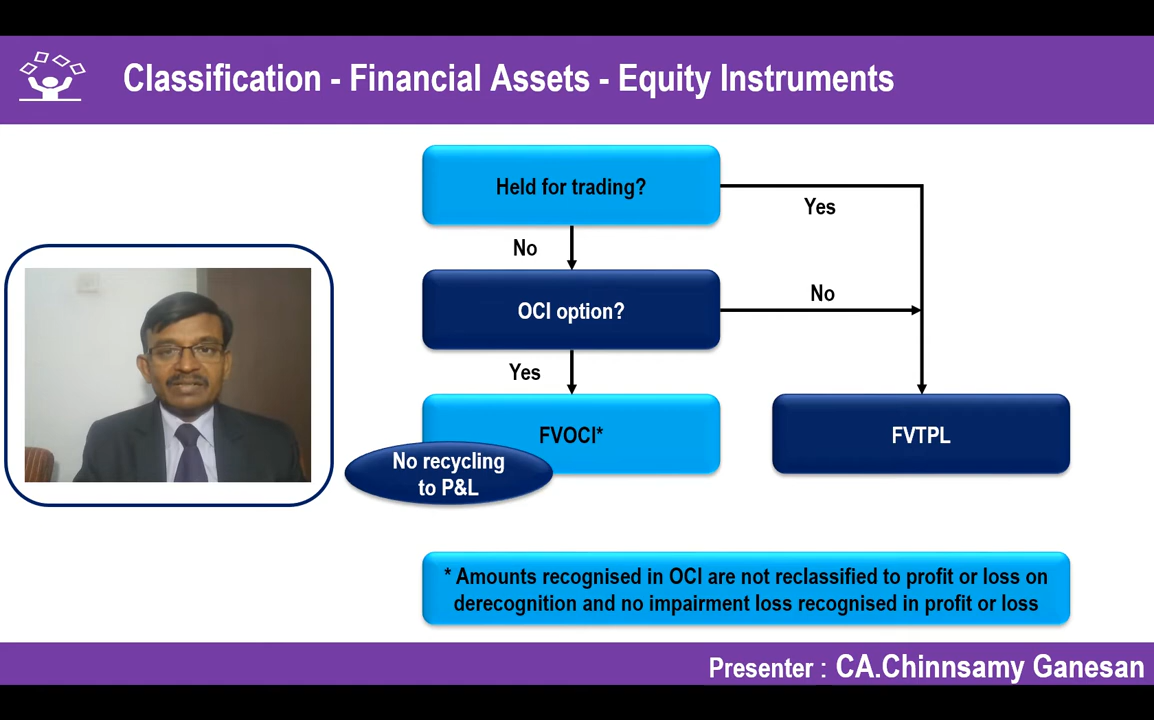 Classification - Financial Assets - Equity Instruments
Held for trading?
Yes
No
OCI option?
No
Yes
FVOCI*
FVTPL
No recycling
to P&L
* Amounts recognised in OCI are not reclassified to profit or loss on
derecognition and no impairment loss recognised in profit or loss
Presenter : CA.Chinnsamy Ganesan